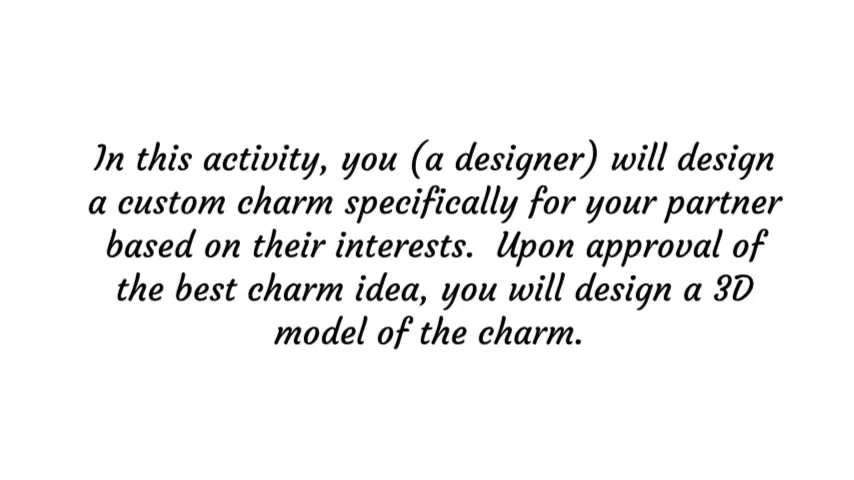 In this activity, you (a designer) will design
a custom charm specifically for your partner
based on their interests.  Upon approval of
the best charm idea, you will design a 3D
model of the charm.